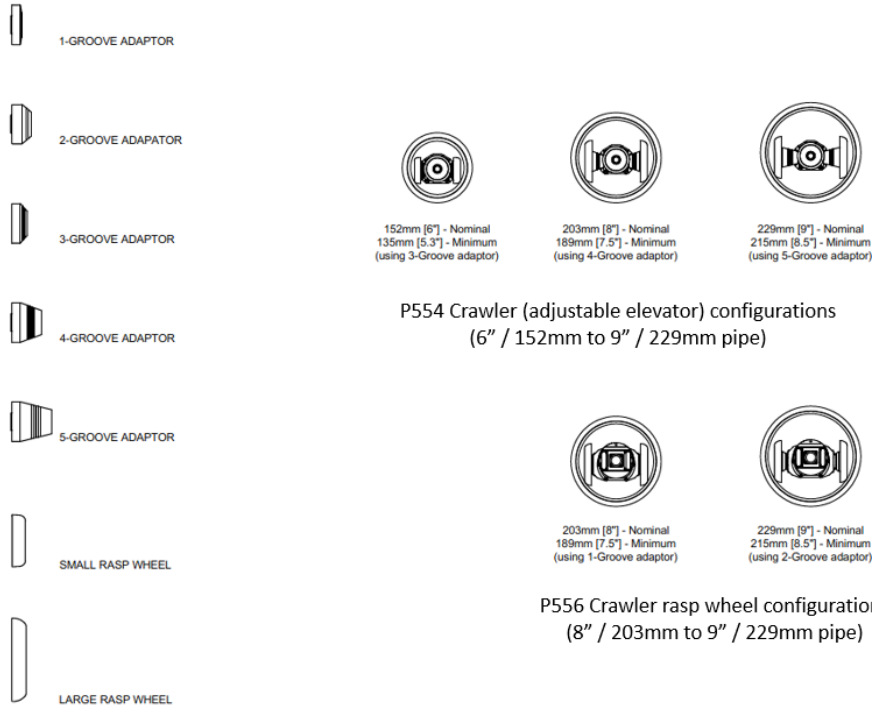 1-GROOVE ADAPTOR
2-GROOVE ADAPATOR
3-GROOVE ADAPTOR
4-GROOVE ADAPTOR
5-GROOVE ADAPTOR
SMALL RASP WHEEL
LARGE RASP WHEEL
152mm [6"] - Nominal
135mm [5.3"] - Minimum
(using 3-Groove adaptor)
203mm [8"] - Nominal
189mm [7.5"] - Minimum
(using 4-Groove adaptor)
229mm [9"] - Nominal
215mm [8.5"] - Minimum
(using 5-Groove adaptor)
P554 Crawler (adjustable elevator) configurations
(6” / 152mm to 9” / 229mm pipe)
203mm [8"] - Nominal
189mm [7.5"] - Minimum
(using 1-Groove adaptor)
229mm [9"] - Nominal
215mm [8.5"] - Minimum
(using 2-Groove adaptor)
P556 Crawler rasp wheel configuration
(8” / 203mm to 9” / 229mm pipe)